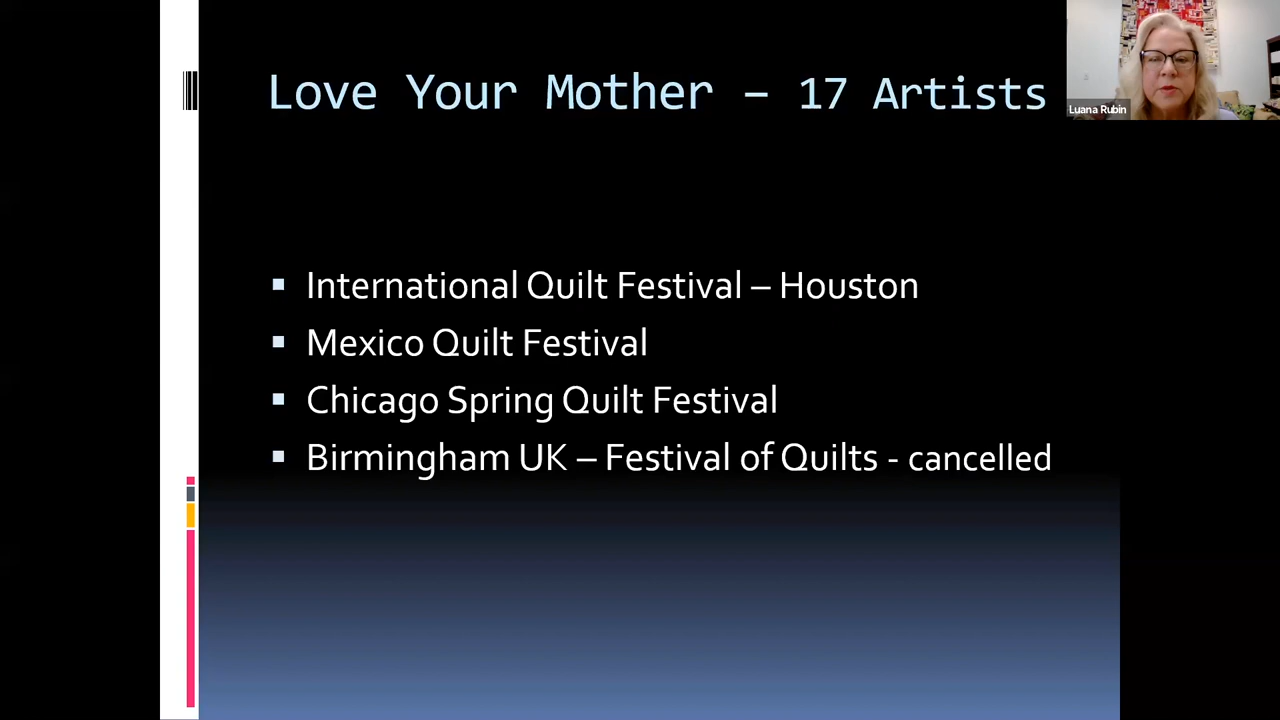 Love Your Mother – 17 Artists
Luana Rubin
International Quilt Festival – Houston
Mexico Quilt Festival
Chicago Spring Quilt Festival
Birmingham UK – Festival of Quilts - cancelled